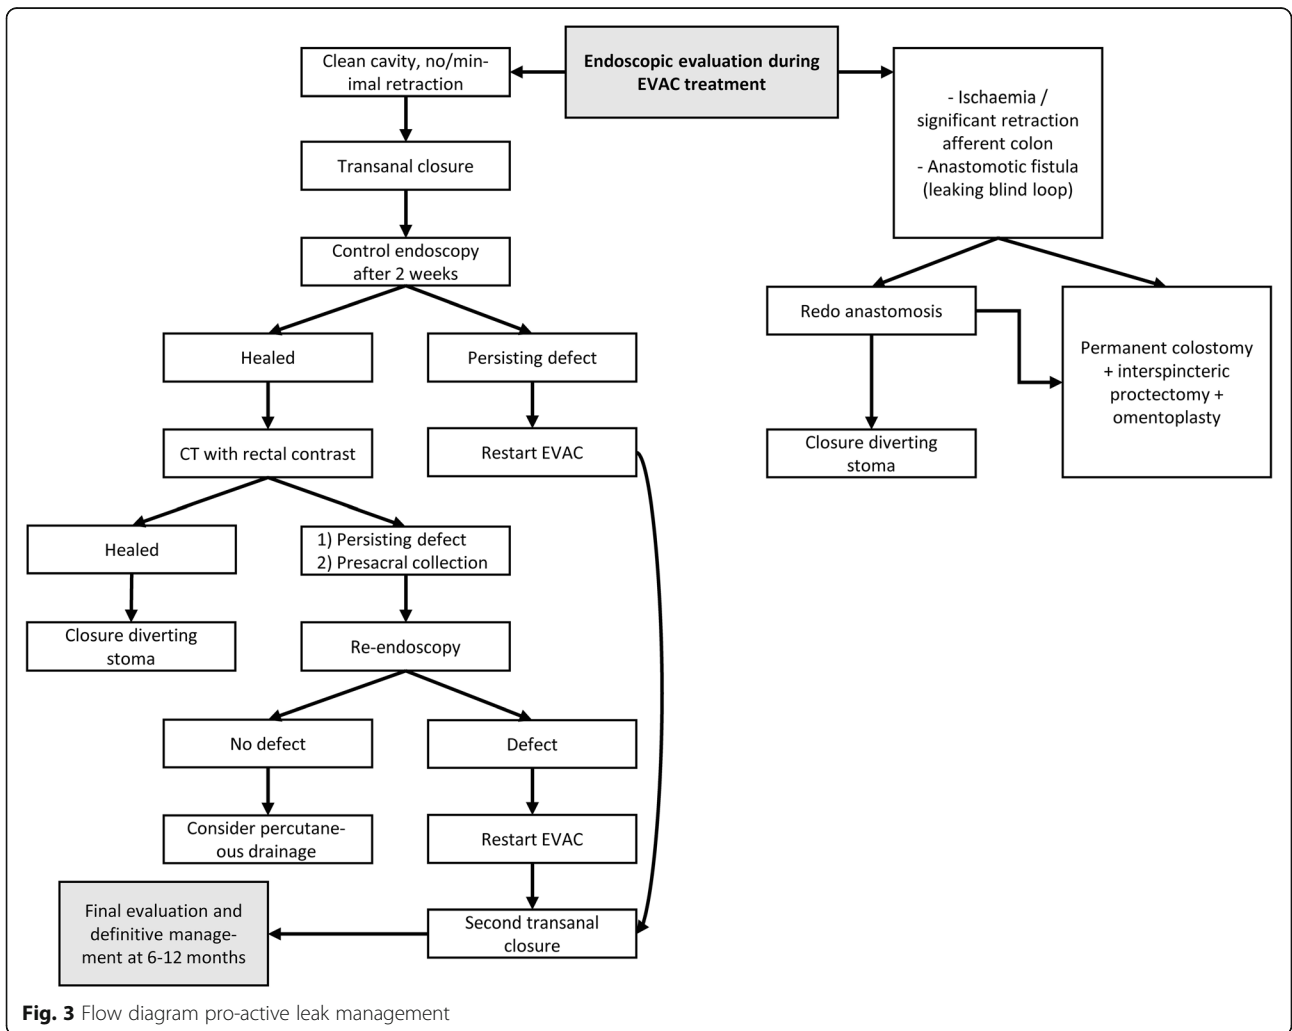 Endoscopic evaluation during
EVAC treatment
Clean cavity, no/min-
imal retraction
- Ischaemia /
significant retraction
afferent colon
- Anastomotic fistula
(leaking blind loop)
Transanal closure
Control endoscopy
after 2 weeks
Redo anastomosis
Permanent colostomy
+ interspincteric
proctectomy +
omentoplasty
Closure diverting
stoma
Healed
Persisting defect
CT with rectal contrast
Restart EVAC
Healed
1) Persisting defect
2) Presacral collection
Closure diverting
stoma
Re-endoscopy
No defect
Defect
Consider percutane-
ous drainage
Restart EVAC
Second transanal
closure
Final evaluation and
definitive manage-
ment at 6-12 months
Fig. 3 Flow diagram pro-active leak management